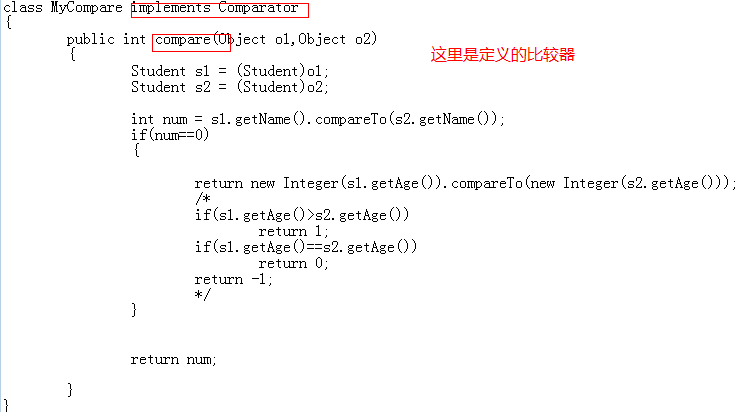 class MyCompare implements Comparator
{
public int compare(Object o1,Object o2)
{
这里是定义的比较器
Student s1 = (Student)o1;
Student s2 = (Student)o2;
int num = s1.getName().compareTo(s2.getName());
if(num==0)
{
return new Integer(s1.getAge()).compareTo(new Integer(s2.getAge()));
/*
if(s1.getAge()>s2.getAge())
return 1;
if(s1.getAge()==s2.getAge())
return 0;
return -1;
*/
}
return num;
}
}